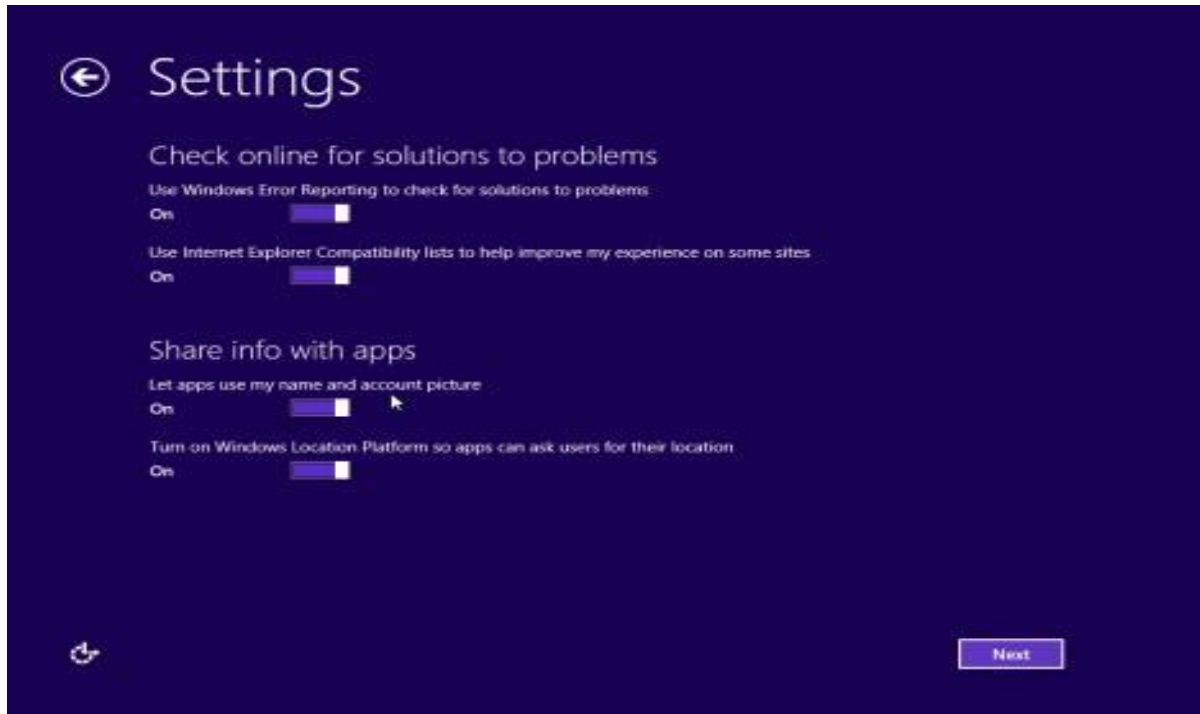 Settings
Check online for solutions to problems
Use Windows Error Reporting to check for solutions to problems
On
Use Internet Explorer Compatibility lists to help improve my experience on some sites
On
Share info with apps
Let apps use my name and account picture
On
Turn on Windows Location Platform so apps can ask users for their location
On
Next